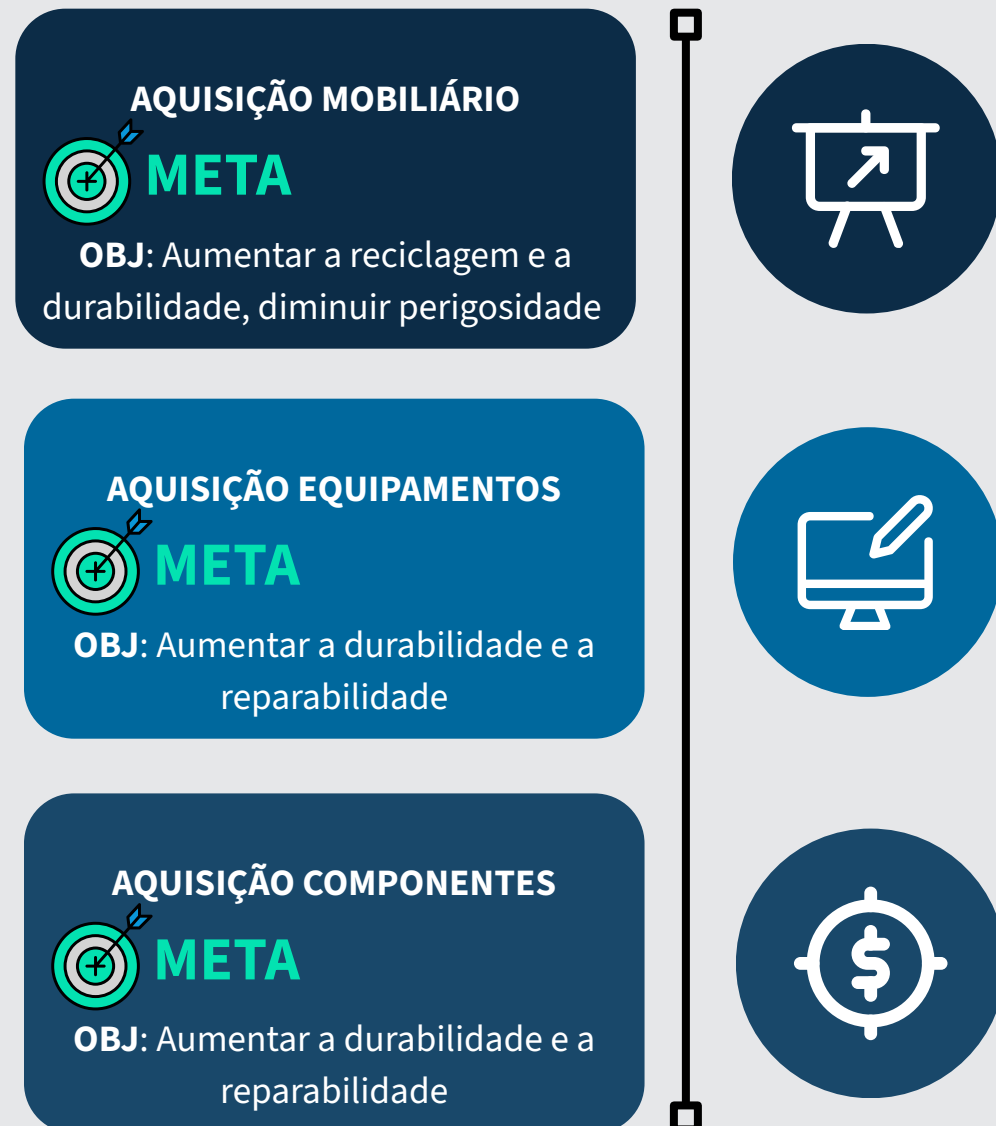 AQUISIÇÃO MOBILIÁRIO
META
OBJ: Aumentar a reciclagem e a
durabilidade, diminuir perigosidade
AQUISIÇÃO EQUIPAMENTOS
META
OBJ: Aumentar a durabilidade e a
reparabilidade
AQUISIÇÃO COMPONENTES
META
OBJ: Aumentar a durabilidade e a
reparabilidade
$